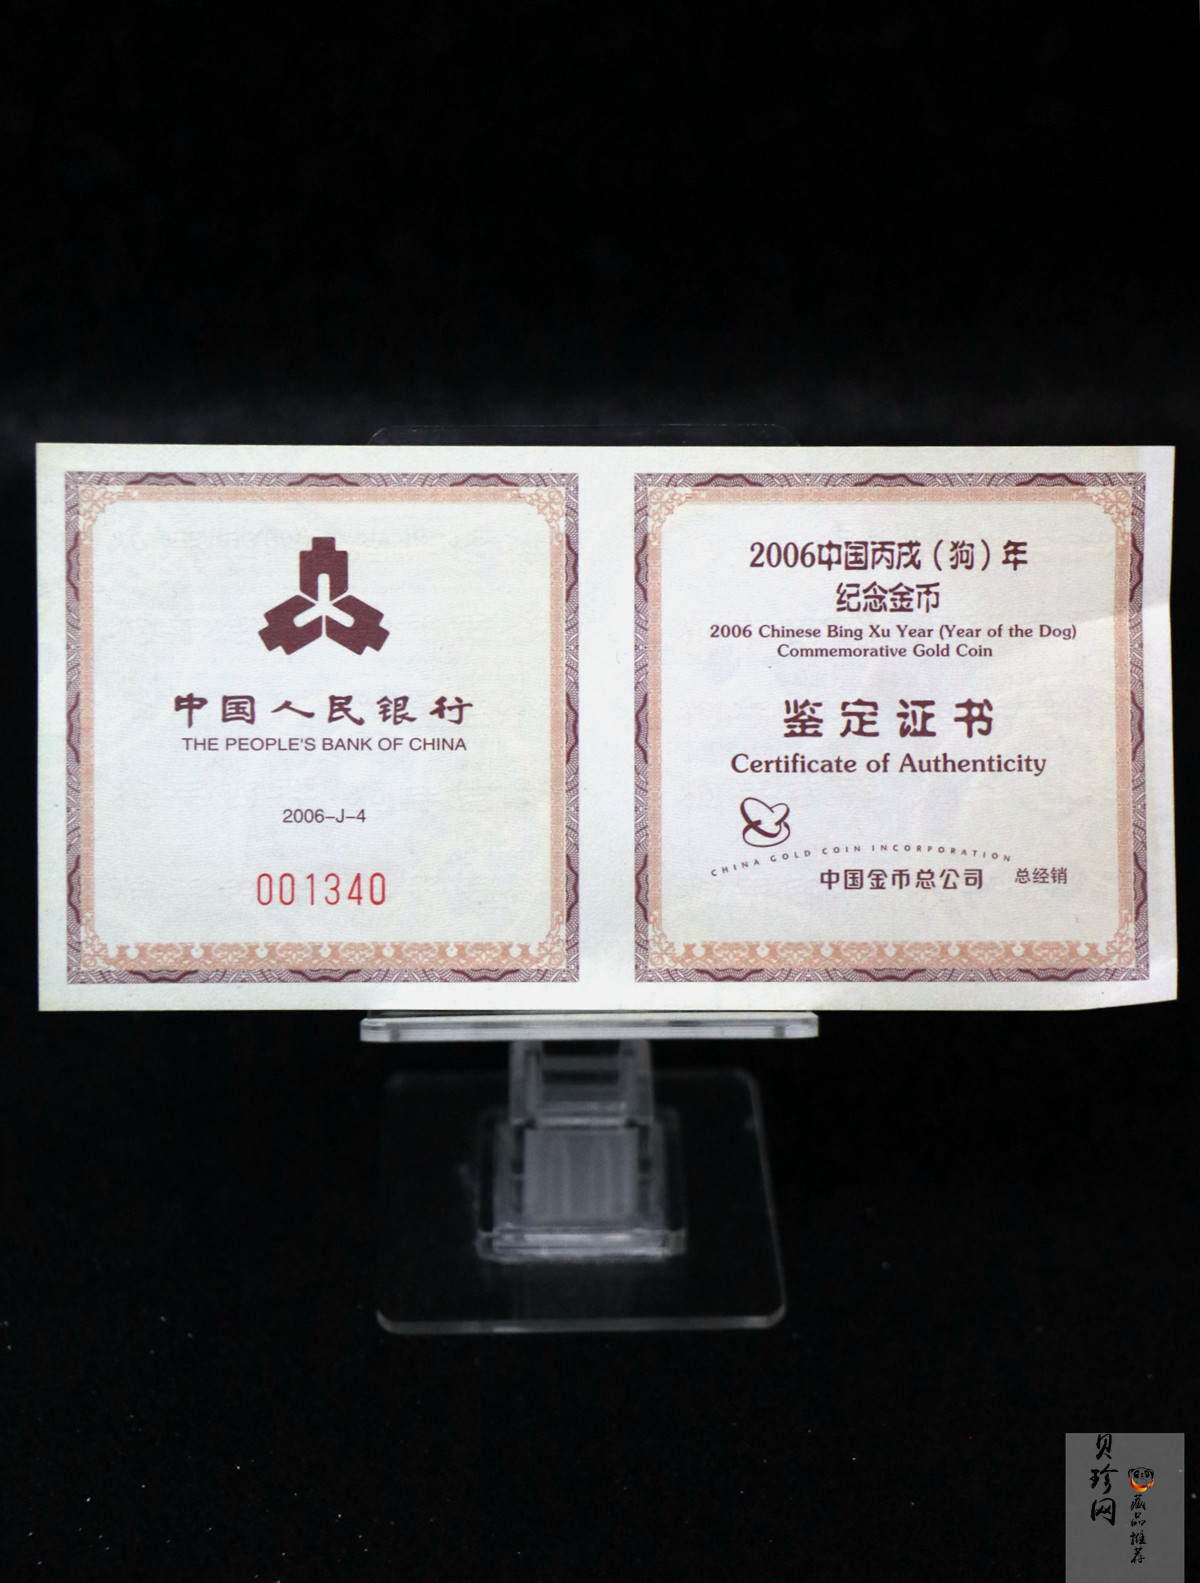 中国人民银行
THE PEOPLE'S BANK OF CHINA
2006-J-4
001340
2006中国丙戌（狗）年
纪念金币
2006 Chinese Bing Xu Year (Year of the Dog)
Commemorative Gold Coin
鉴定证书
Certificate of Authenticity
CHINA GOLD COIN INCORPORATION
中国金币总公司 总经销
贝珍网
藏品推荐